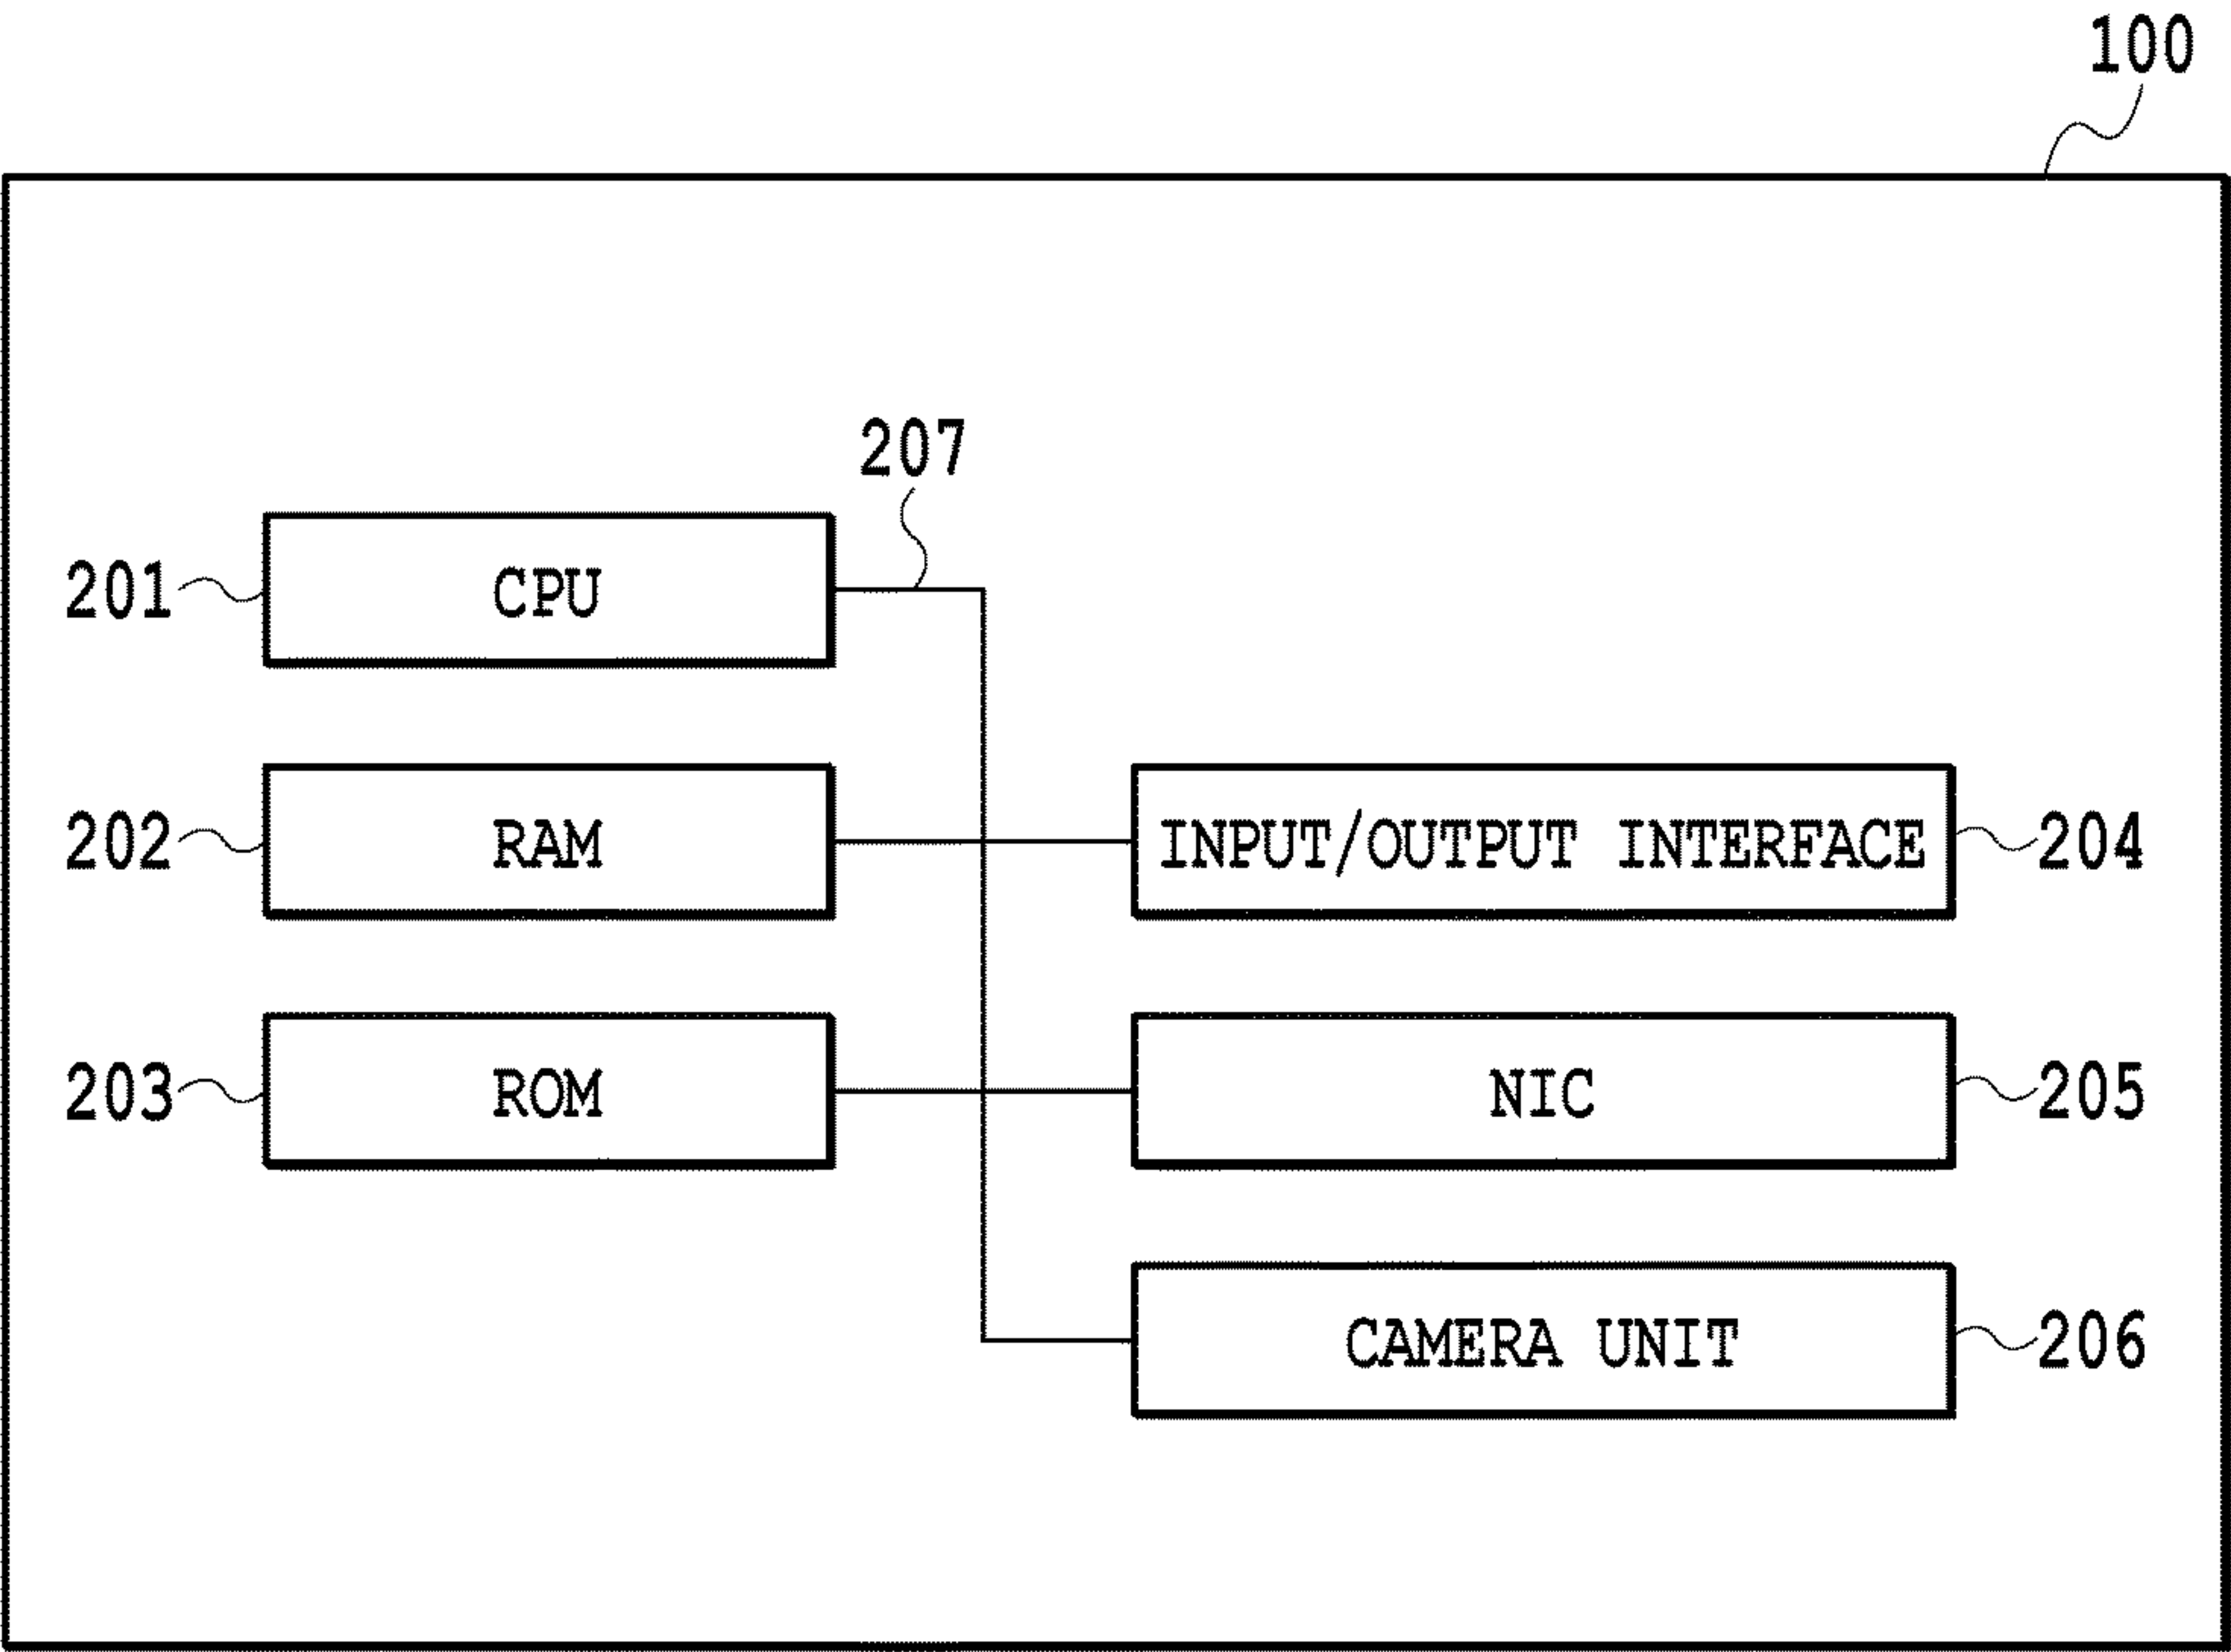 100
207
201 CPU
202 RAM INPUT/OUTPUT INTERFACE 204
203 ROM NIC 205
CAMERA UNIT 206